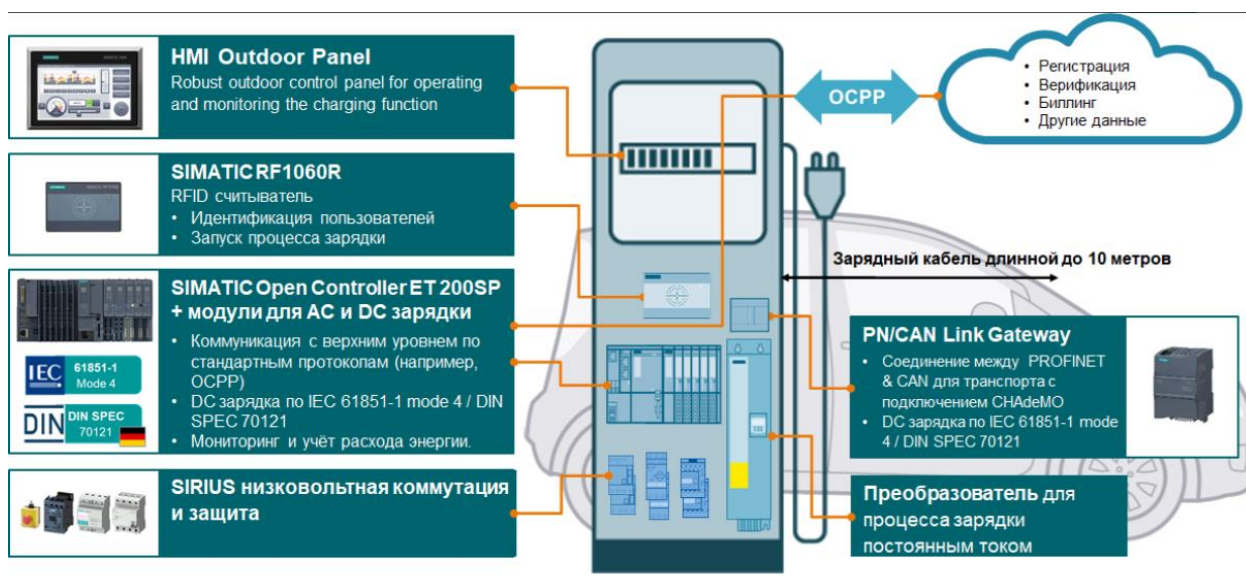 HMI Outdoor Panel
Robust outdoor control panel for operating
and monitoring the charging function
SIMATIC RF1060R
RFID считыватель
• Идентификация пользователей
• Запуск процесса зарядки
SIMATIC Open Controller ET 200SP
+ модули для AC и DC зарядки
• Коммуникация с верхним уровнем по
стандартным протоколам (например,
OCPP)
• DC зарядка по IEC 61851-1 mode 4 / DIN
SPEC 70121
• Мониторинг и учёт расхода энергии.
IEC
61851-1
Mode 4
DIN
DIN SPEC
70121
SIRIUS низковольтная коммутация
и защита
OCPP
• Регистрация
• Верификация
• Биллинг
• Другие данные
Зарядный кабель длинной до 10 метров
PN/CAN Link Gateway
• Соединение между PROFINET
& CAN для транспорта с
подключением CHAdeMO
• DC зарядка по IEC 61851-1 mode
4 / DIN SPEC 70121
Преобразователь для
процесса зарядки
постоянным током